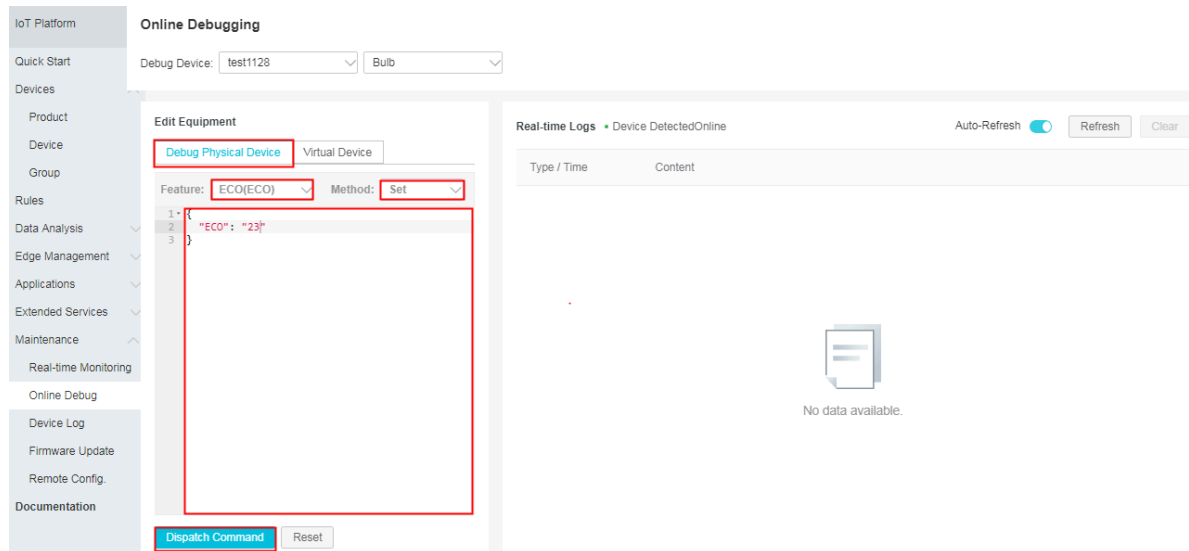 IoT Platform
Quick Start
Devices
Product
Device
Group
Rules
Data Analysis
Edge Management
Applications
Extended Services
Maintenance
Real-time Monitoring
Online Debug
Device Log
Firmware Update
Remote Config.
Documentation
Online Debugging
Debug Device: test1128 Bulb
Edit Equipment
Debug Physical Device Virtual Device
Feature: ECO(ECO) Method: Set
1 {
2 "ECO": "23"
3 }
Dispatch Command Reset
Real-time Logs • Device DetectedOnline Auto-Refresh Refresh Clear
Type / Time Content
No data available.